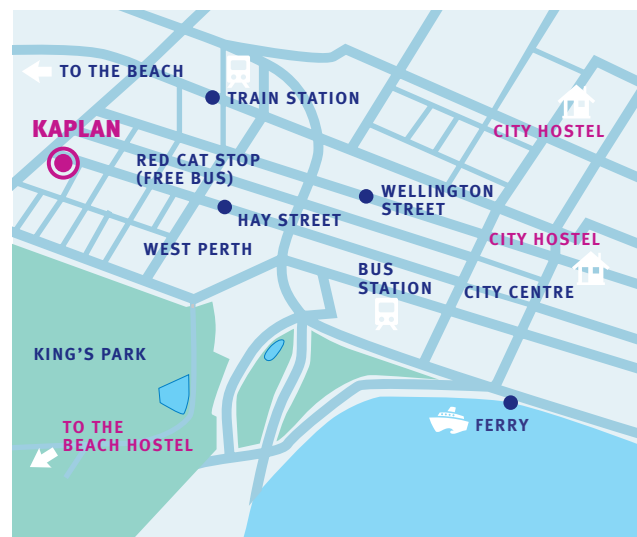 TO THE BEACH
TRAIN STATION
KAPLAN
CITY HOSTEL
RED CAT STOP
(FREE BUS)
WELLINGTON
STREET
HAY STREET
WEST PERTH
CITY HOSTEL
BUS
STATION
CITY CENTRE
KING'S PARK
TO THE
BEACH HOSTEL
FERRY